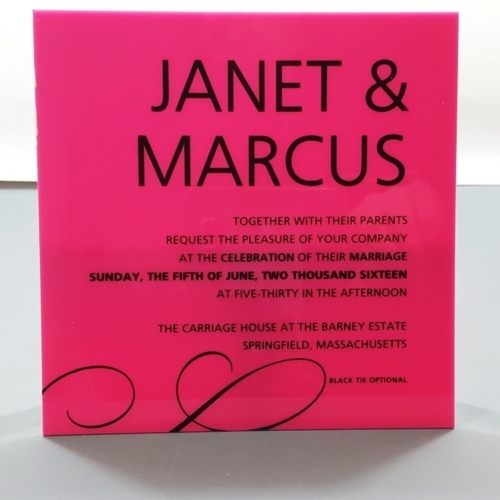 JANET &
MARCUS
TOGETHER WITH THEIR PARENTS
REQUEST THE PLEASURE OF YOUR COMPANY
AT THE CELEBRATION OF THEIR MARRIAGE
SUNDAY, THE FIFTH OF JUNE, TWO THOUSAND SIXTEEN
AT FIVE-THIRTY IN THE AFTERNOON
THE CARRIAGE HOUSE AT THE BARNEY ESTATE
SPRINGFIELD, MASSACHUSETTS
BLACK TIE OPTIONAL